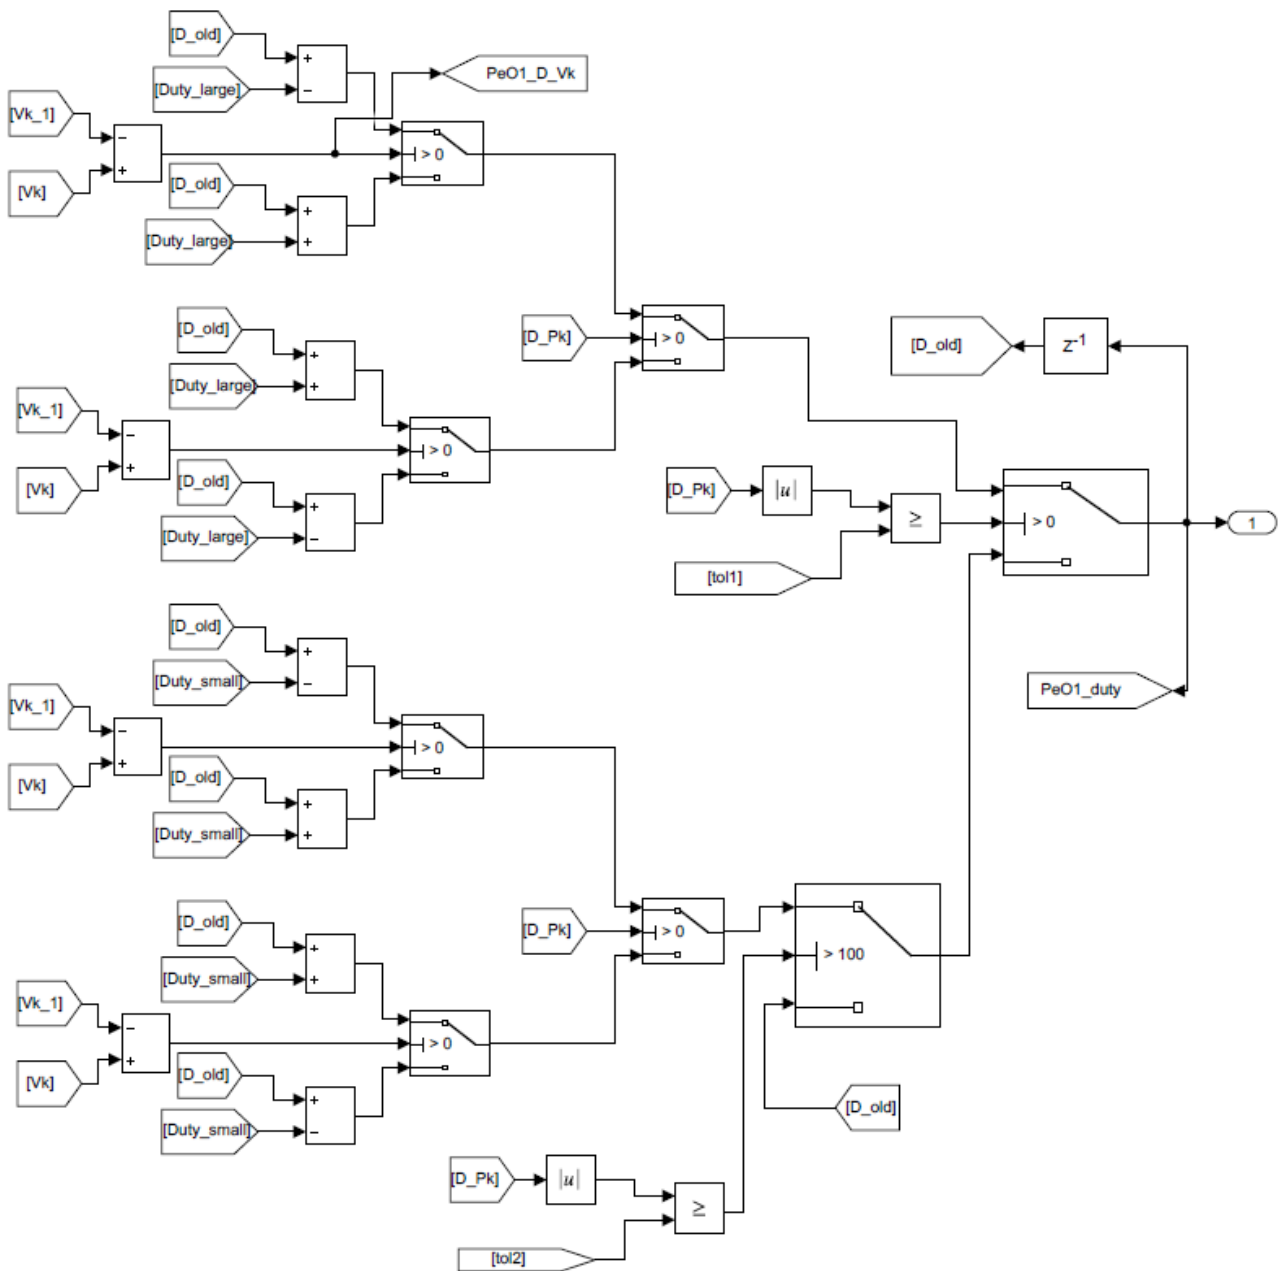 [D_old]
PeO1_D_Vk
+
[Duty_large]
−
[Vk_1]
−
> 0
+
[Vk]
[D_old]
+
[Duty_large]
+
[D_old]
[D_Pk]
> 0
[D_old]
z-1
+
[Duty_large]
+
[Vk_1]
−
> 0
+
[Vk]
[D_old]
+
[Duty_large]
−
[D_Pk]
|u|
≥
> 0
1
[tol1]
[D_old]
+
[Duty_small]
−
PeO1_duty
[Vk_1]
−
> 0
+
[Vk]
[D_old]
+
[Duty_small]
+
[D_old]
[D_Pk]
> 0
+
[Duty_small]
+
> 100
[Vk_1]
−
> 0
+
[Vk]
[D_old]
+
[Duty_small]
−
[D_old]
[D_Pk]
|u|
≥
[tol2]